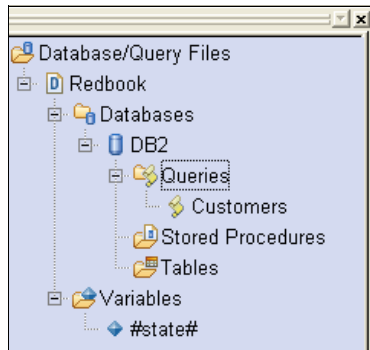 Database/Query Files
Redbook
Databases
DB2
Queries
Customers
Stored Procedures
Tables
Variables
#state#